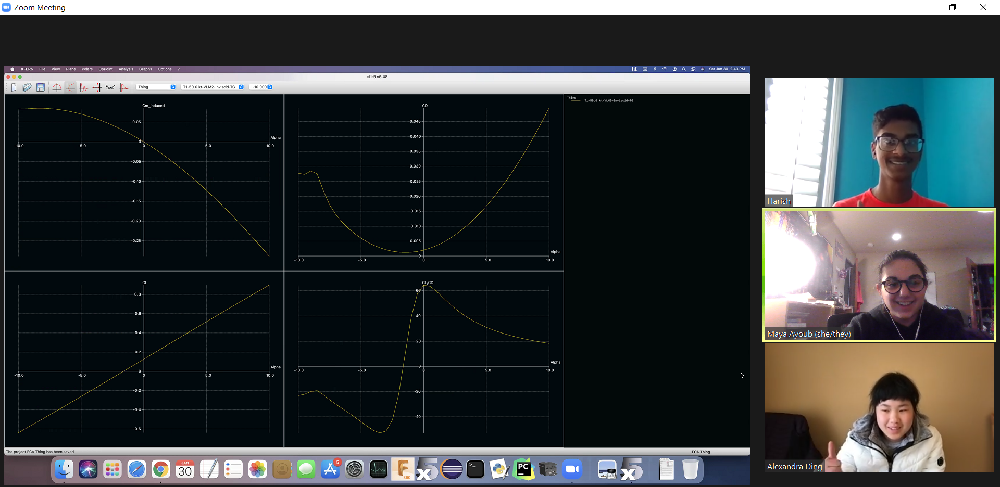 Zoom Meeting
XFLR5 File View Plane Polars OpPoint Analysis Graphs Options ?
Sat Jan 30 2:43 PM
xflr5 v6.48
Thing
T1-50.0 kt-VLM2-Inviscid-TG
-10.000
Cm_induced
0.05
0
-0.05
-0.10
-0.15
-0.20
-0.25
-10.0 -5.0 0 5.0 10.0
Alpha
CD
0.045
0.040
0.035
0.030
0.025
0.020
0.015
0.010
0.005
0
Alpha
-10.0 -5.0 0 5.0 10.0
Thing
T1-50.0 kt-VLM2-Inviscid-TG
CL
0.8
0.6
0.4
0.2
0
-0.2
-0.4
-0.6
Alpha
-10.0 -5.0 0 5.0 10.0
CL/CD
60
40
20
0
-20
-40
Alpha
-10.0 -5.0 0 5.0 10.0
The project FCA Thing has been saved
FCA Thing
JAN
30
5
360
x5
PC
x5
Harish
Maya Ayoub (she/they)
Alexandra Ding